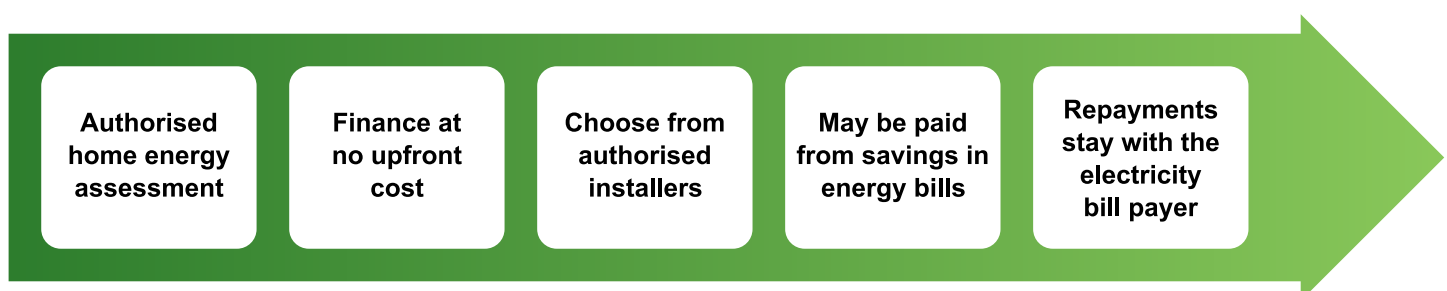 Authorised
home energy
assessment
Finance at
no upfront
cost
Choose from
authorised
installers
May be paid
from savings in
energy bills
Repayments
stay with the
electricity
bill payer